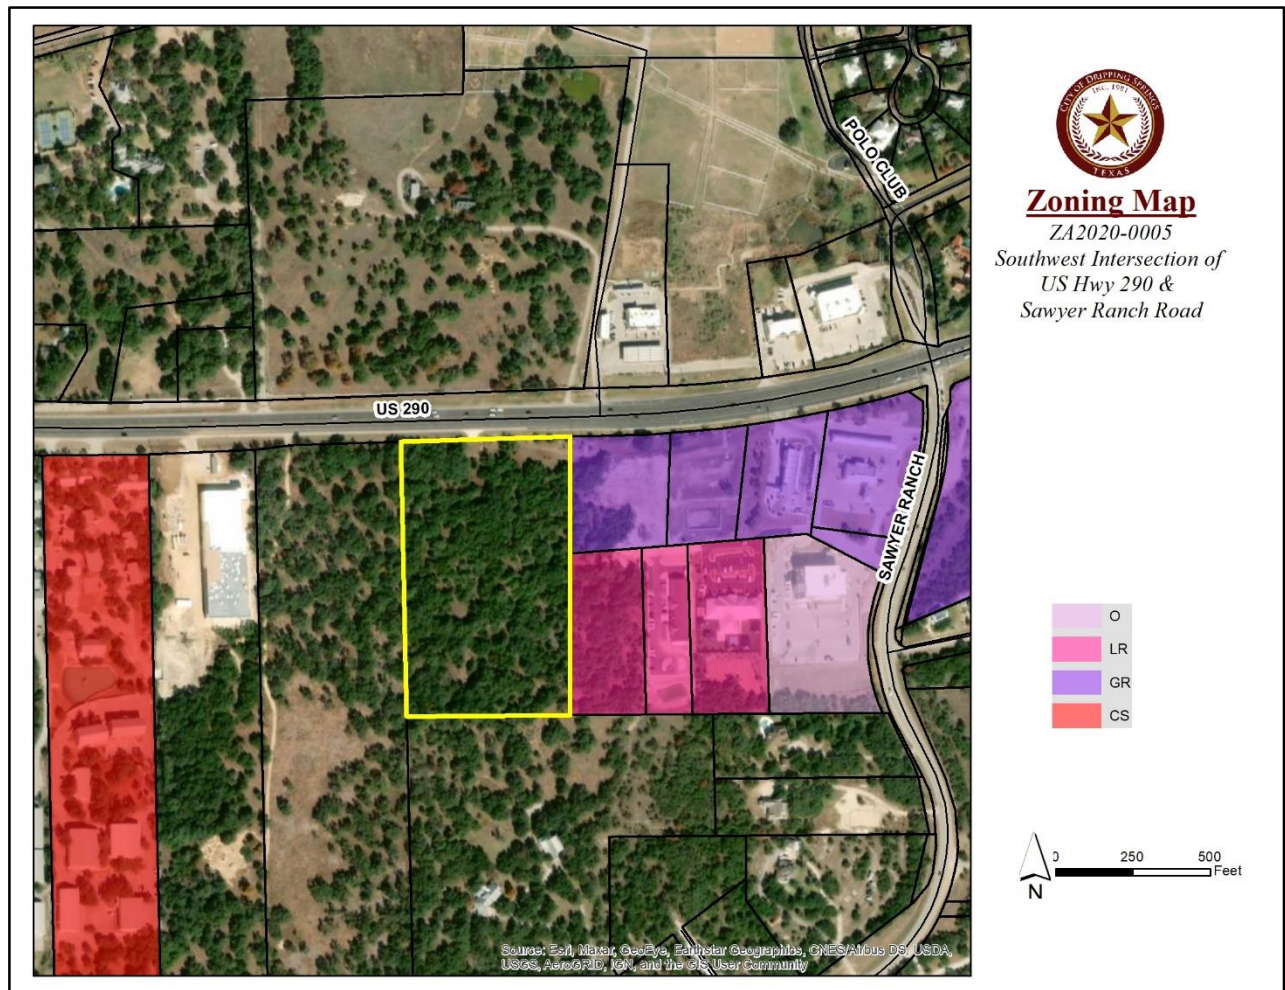 CITY OF DRIPPING SPRINGS
INC. 1981
TEXAS
Zoning Map
ZA2020-0005
Southwest Intersection of
US Hwy 290 &
Sawyer Ranch Road
POLO CLUB
US 290
SAWYER RANCH
O
LR
GR
CS
0 250 500
Feet
N
Source: Esri, Maxar, GeoEye, Earthstar Geographics, CNES/Airbus DS, USDA,
USGS, AeroGRID, IGN, and the GIS User Community